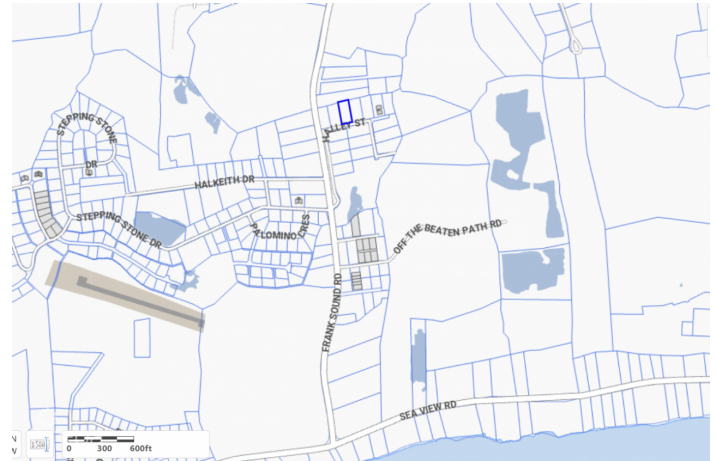 STEPPING STONE
DR
HALLEY ST
HALKEITH DR
STEPPING STONE DR
PALOMINO CRES
OFF THE BEATEN PATH RD
FRANK SOUND RD
SEA VIEW RD
N
W
0 300 600ft